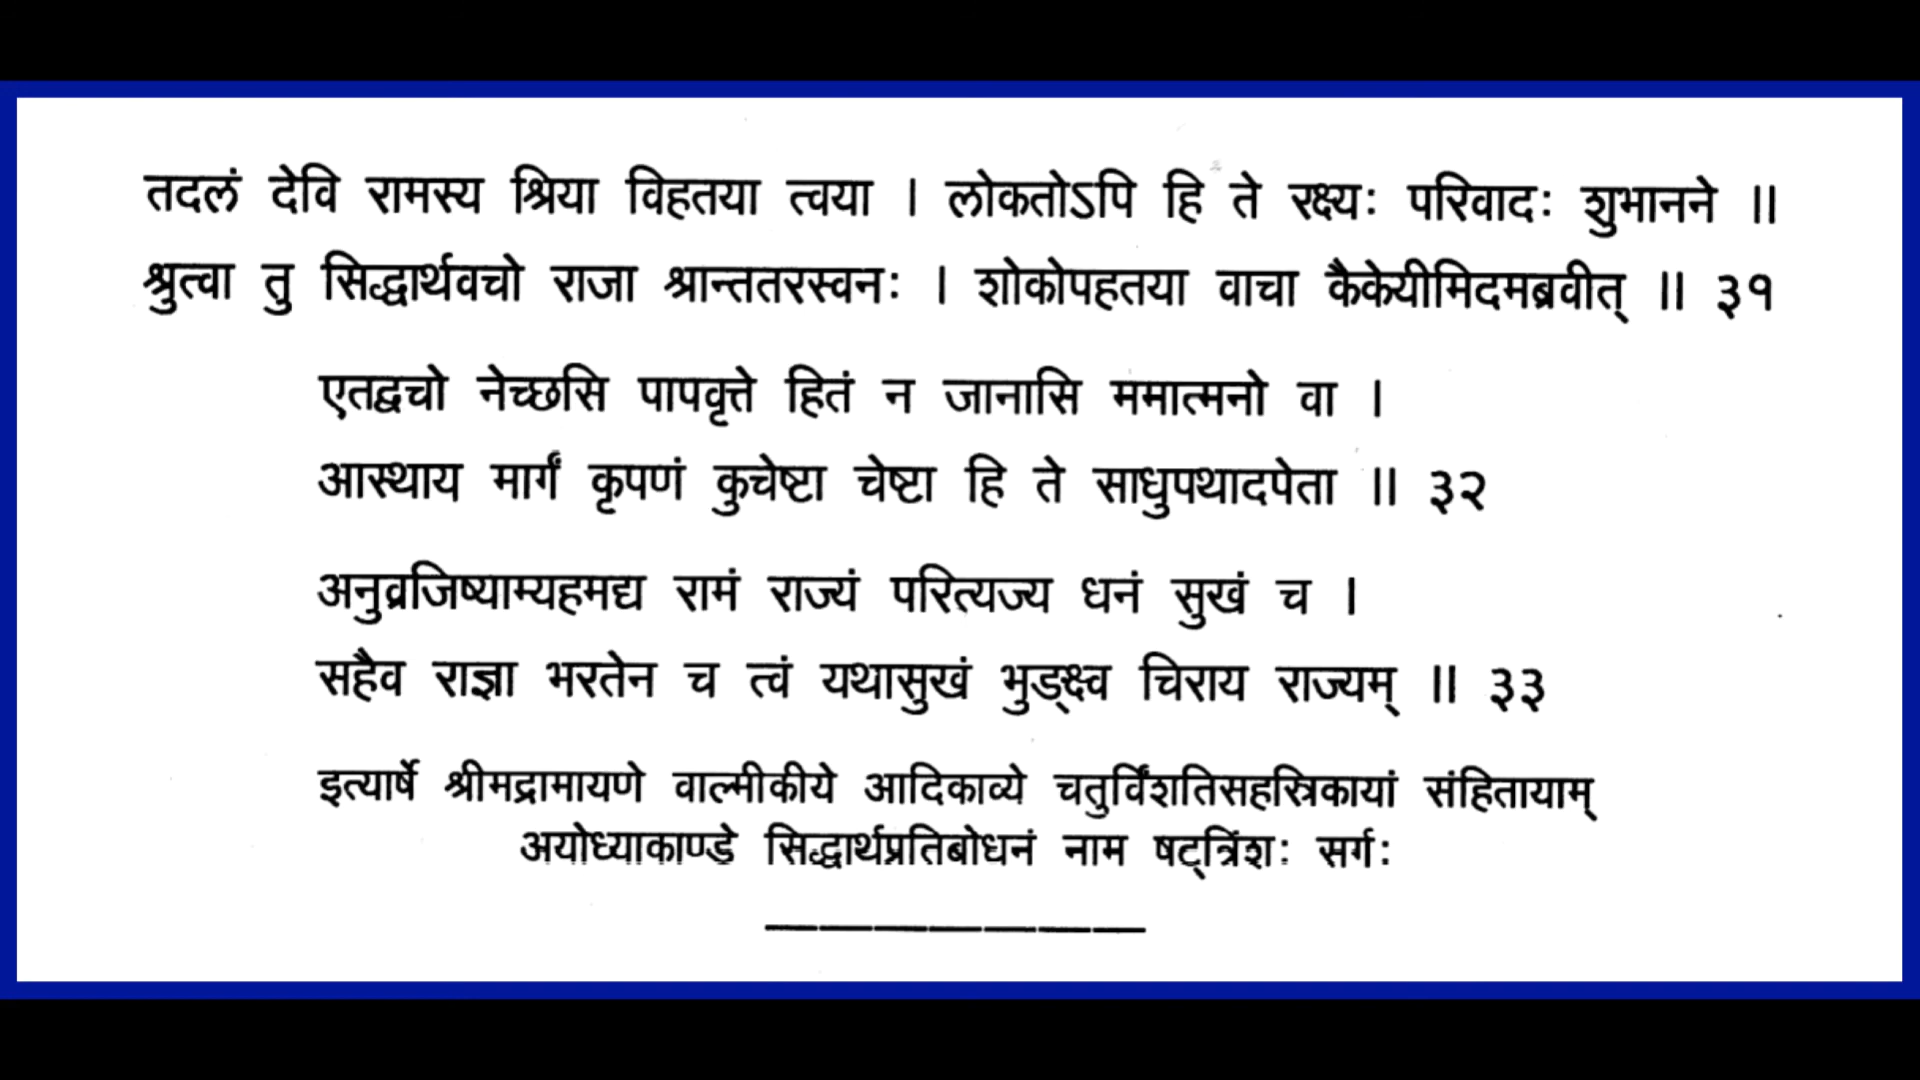 तदलं देवि रामस्य श्रिया विहतया त्वया । लोकतोऽपि हि ते रक्ष्यः परिवादः शुभानने ॥
श्रुत्वा तु सिद्धार्थवचो राजा श्रान्ततरस्वनः । शोकोपहतया वाचा कैकेयीमिदमब्रवीत् ॥ ३१
एतद्वचो नेच्छसि पापवृत्ते हितं न जानासि ममात्मनो वा ।
आस्थाय मार्गं कृपणं कुचेष्टा चेष्टा हि ते साधुपथादपेता ॥ ३२
अनुव्रजिष्याम्यहमद्य रामं राज्यं परित्यज्य धनं सुखं च ।
सहैव राज्ञा भरतेन च त्वं यथासुखं भुङ्क्ष्व चिराय राज्यम् ॥ ३३
इत्यार्षे श्रीमद्रामायणे वाल्मीकीये आदिकाव्ये चतुर्विंशतिसहस्रिकायां संहितायाम्
अयोध्याकाण्डे सिद्धार्थप्रतिबोधनं नाम षट्त्रिंशः सर्गः